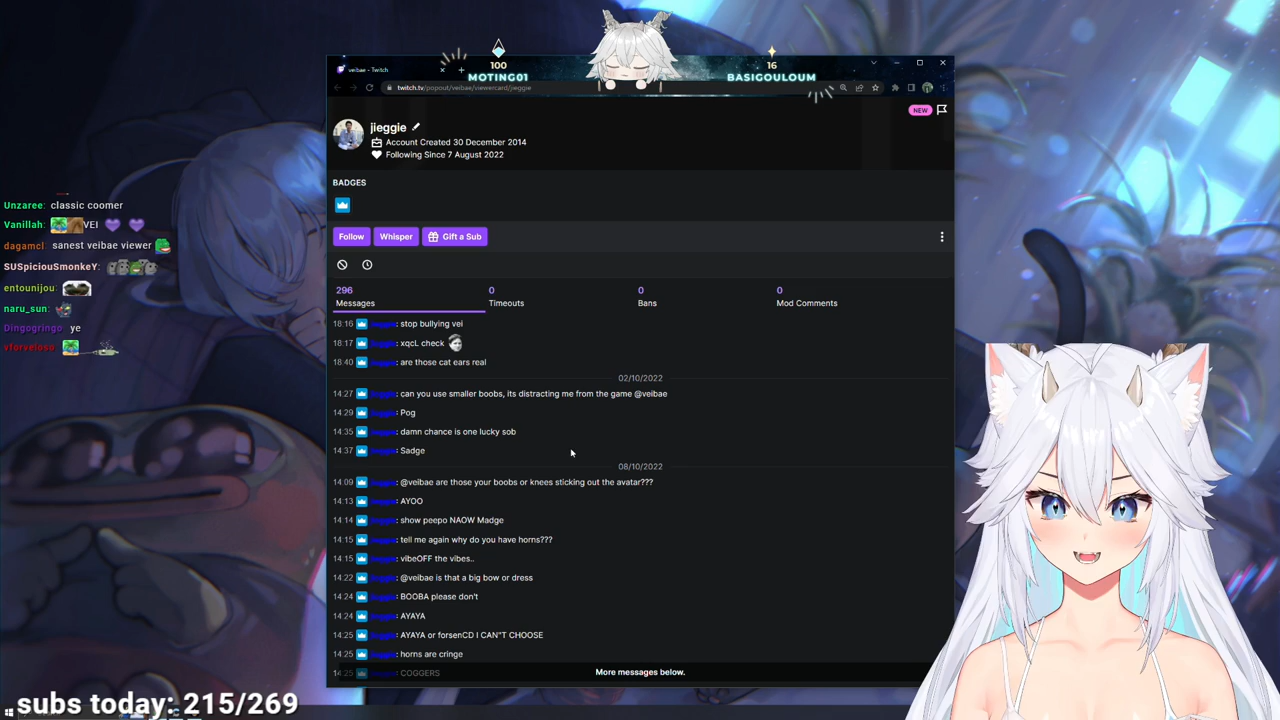 100
MOTING01
16
BASIGOULOUM
veibae - Twitch
twitch.tv/popout/veibae/viewercard/jieggie
NEW
jieggie
Account Created 30 December 2014
Following Since 7 August 2022
BADGES
Follow
Whisper
Gift a Sub
296
Messages
0
Timeouts
0
Bans
0
Mod Comments
18:16 : stop bullying vei
18:17 : xqcL check
18:40 : are those cat ears real
02/10/2022
14:27 : can you use smaller boobs, its distracting me from the game @veibae
14:29 : Pog
14:35 : damn chance is one lucky sob
14:37 : Sadge
08/10/2022
14:09 : @veibae are those your boobs or knees sticking out the avatar???
14:13 : AYOO
14:14 : show peepo NAOW Madge
14:15 : tell me again why do you have horns???
14:15 : vibeOFF the vibes..
14:22 : @veibae is that a big bow or dress
14:24 : BOOBA please don't
14:24 : AYAYA
14:25 : AYAYA or forsenCD I CAN"T CHOOSE
14:25 : horns are cringe
14:25 : COGGERS
More messages below.
Unzaree: classic coomer
Vanillah: VEI
dagamcl: sanest veibae viewer
SUSpiciouSmonkeY:
entounijou:
naru_sun:
Dingogringo: ye
vforveloso:
subs today: 215/269